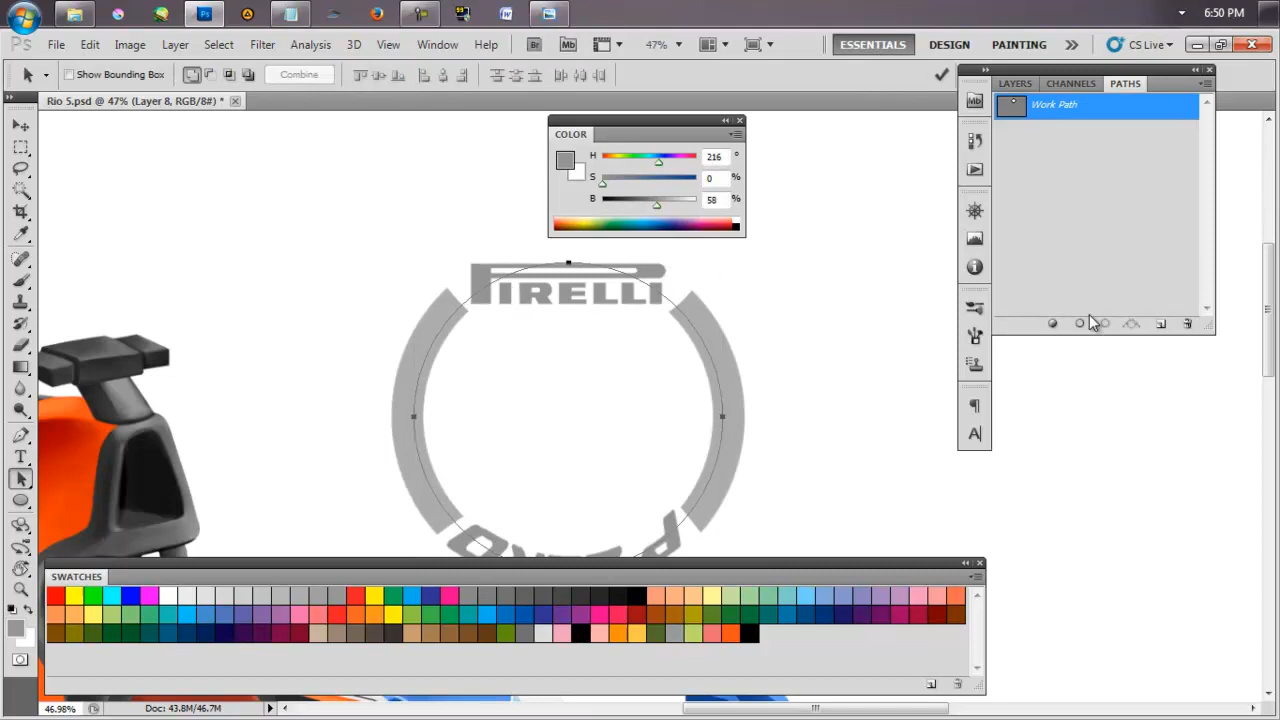 6:50 PM
Ps File Edit Image Layer Select Filter Analysis 3D View Window Help Br Mb 47% ESSENTIALS DESIGN PAINTING CS Live
Show Bounding Box Combine
Rio S.psd @ 47% (Layer 8, RGB/8#) *
LAYERS CHANNELS PATHS
Work Path
Mb
COLOR
H 216 °
S 0 %
B 58 %
PIRELLI
PZERO
SWATCHES
46.98% Doc: 43.8M/46.7M